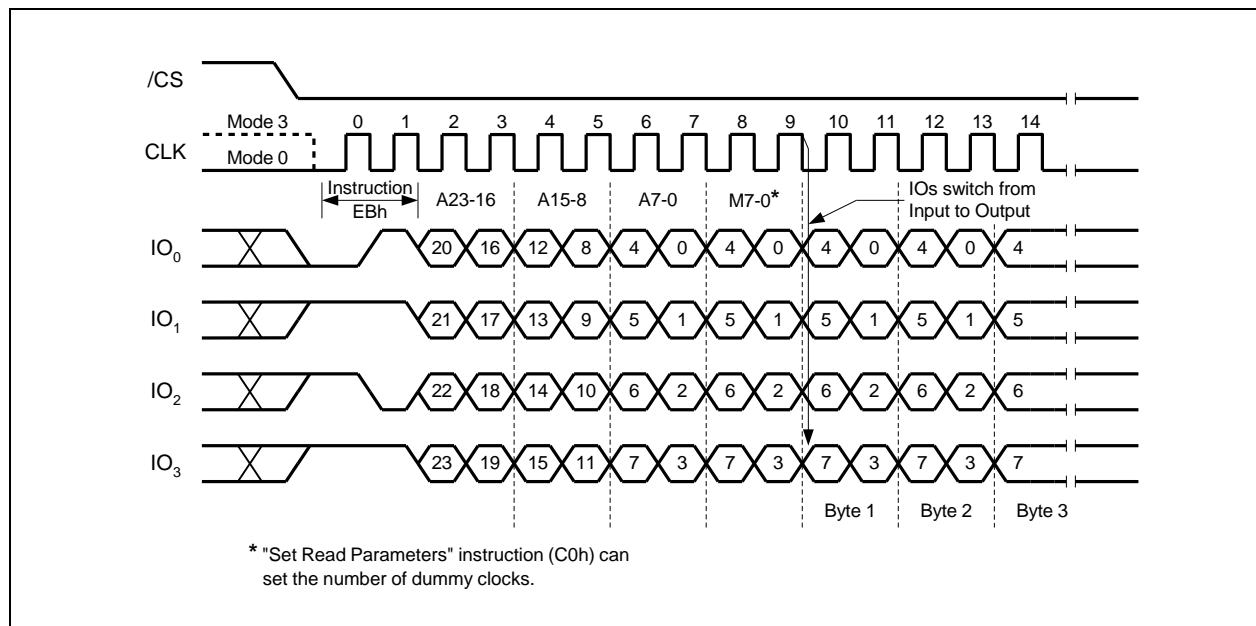 /CS
Mode 3 0 1 2 3 4 5 6 7 8 9 10 11 12 13 14
CLK Mode 0
Instruction A23-16 A15-8 A7-0 M7-0* IOs switch from
EBh Input to Output
IO0 20 16 12 8 4 0 4 0 4 0 4 0 4
IO1 21 17 13 9 5 1 5 1 5 1 5 1 5
IO2 22 18 14 10 6 2 6 2 6 2 6 2 6
IO3 23 19 15 11 7 3 7 3 7 3 7 3 7
Byte 1 Byte 2 Byte 3
* "Set Read Parameters" instruction (C0h) can
set the number of dummy clocks.